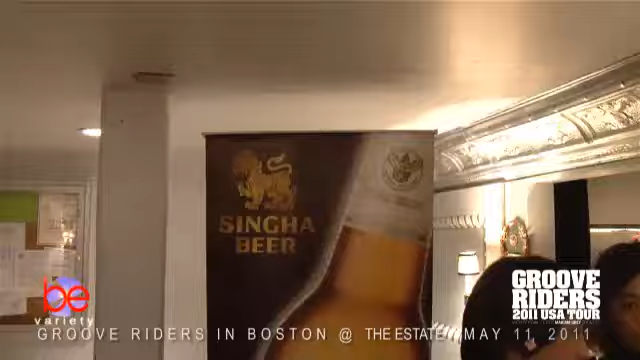 SINGHA
BEER
be
variety
GROOVE
RIDERS
2011 USA TOUR
GROOVE RIDERS IN BOSTON @ THE ESTATE MAY 11, 2011